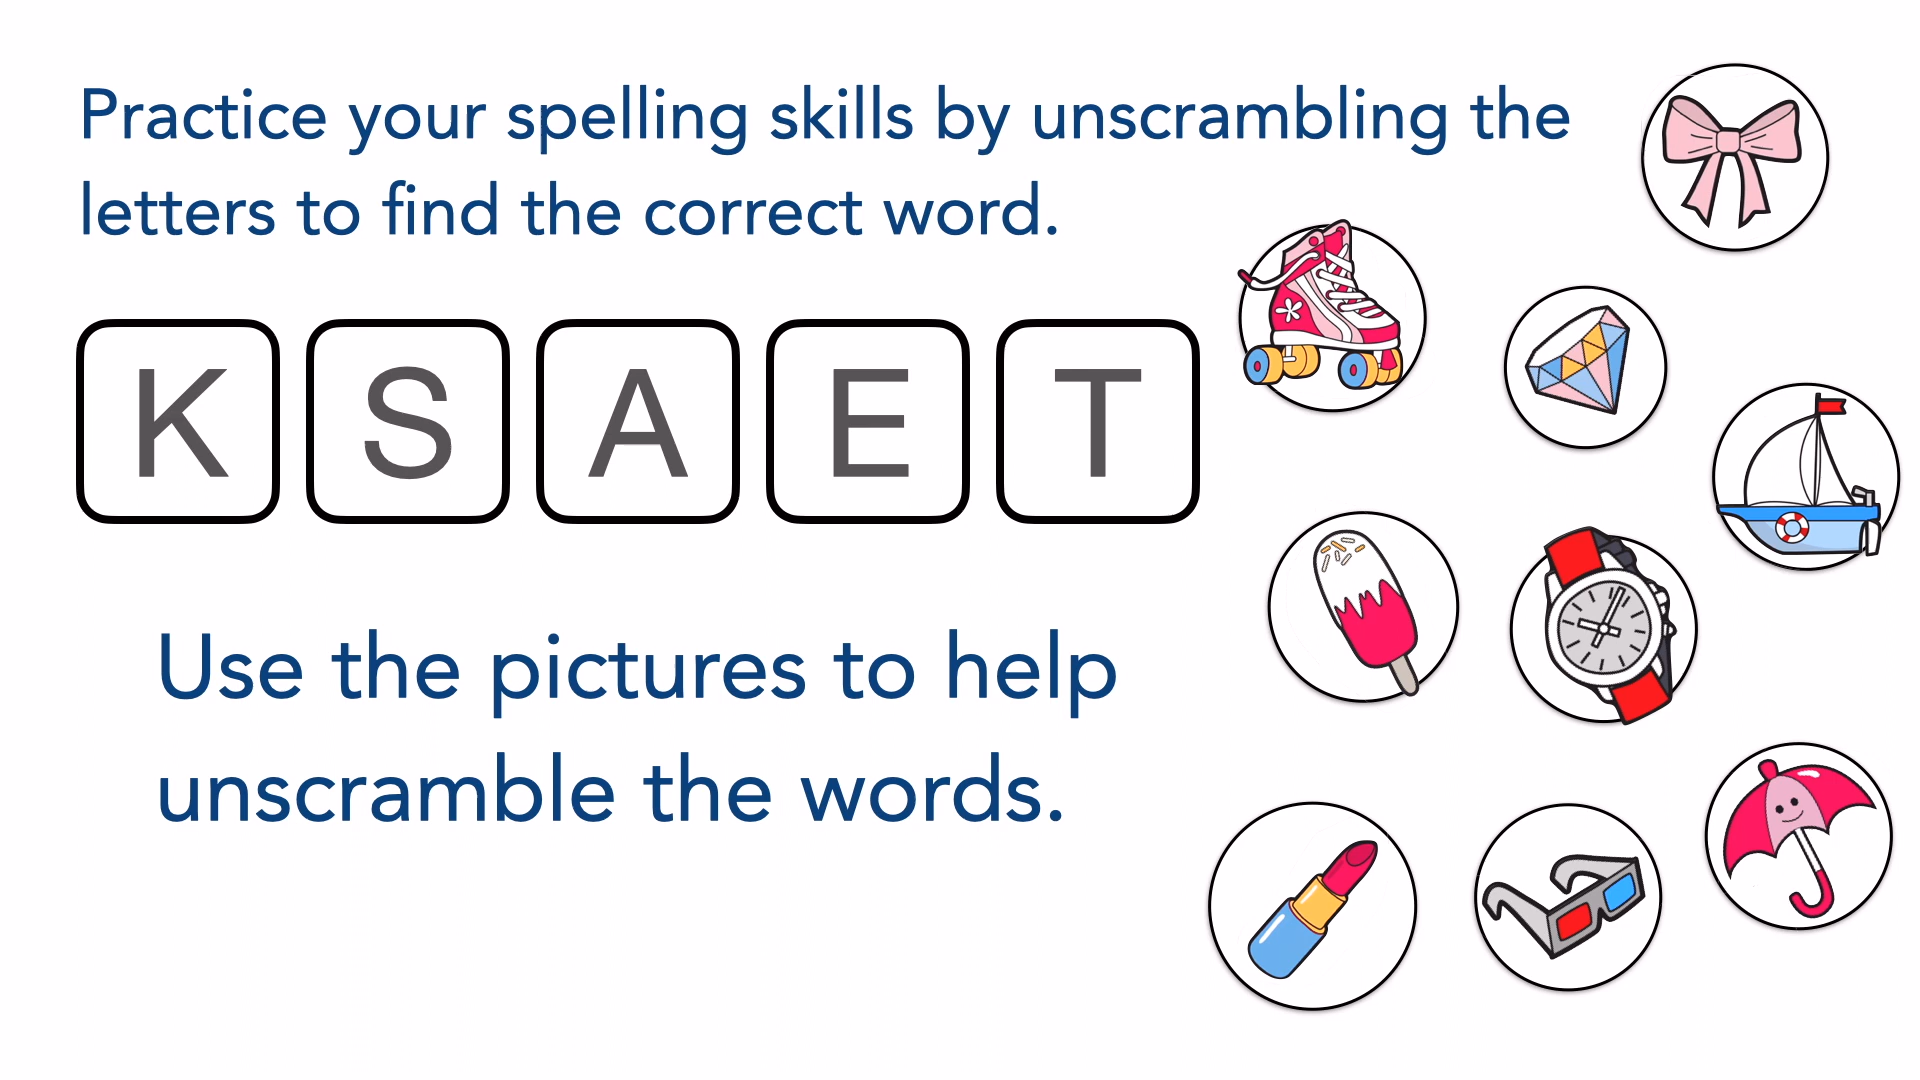 Practice your spelling skills by unscrambling the
letters to find the correct word.
K S A E T
Use the pictures to help
unscramble the words.